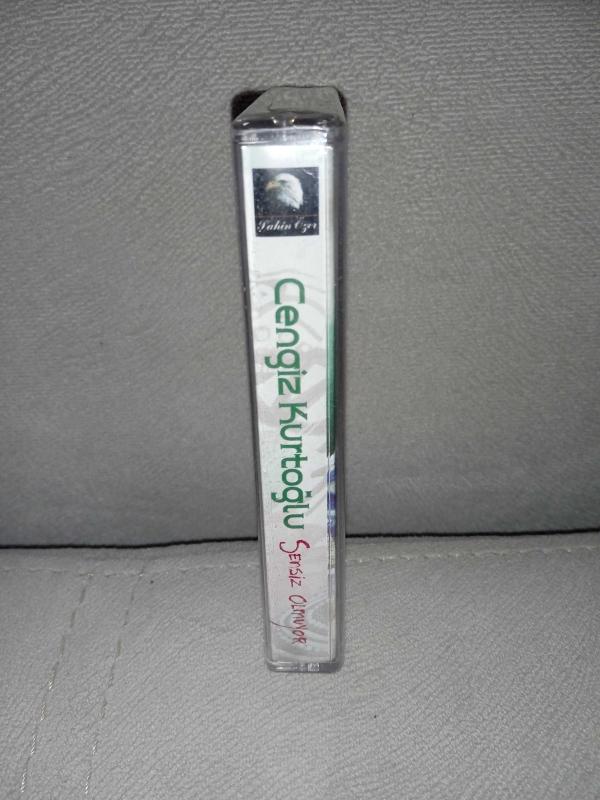 Şahin Özer
Cengiz Kurtoğlu
Sensiz Olmuyor